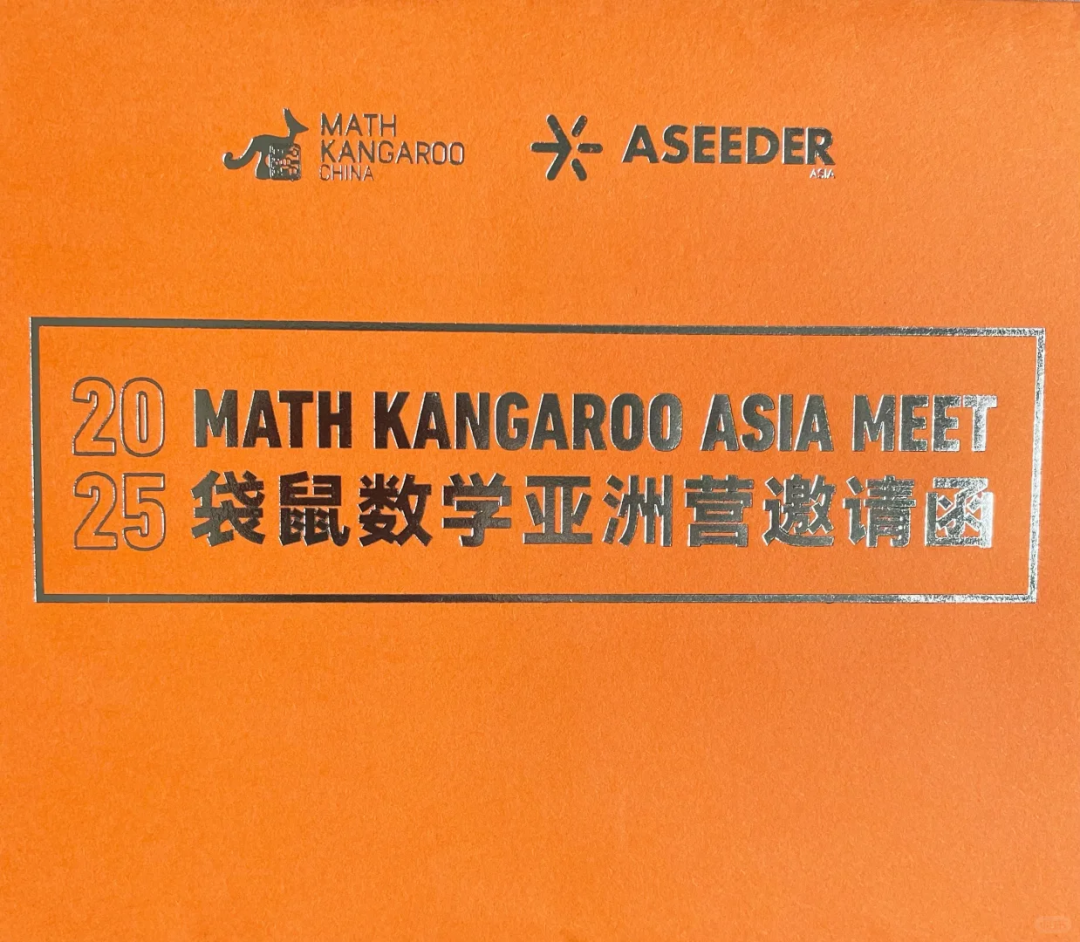 MATH
KANGAROO
CHINA
ASEEDER
ASIA
20
25
MATH KANGAROO ASIA MEET
袋鼠数学亚洲营邀请函